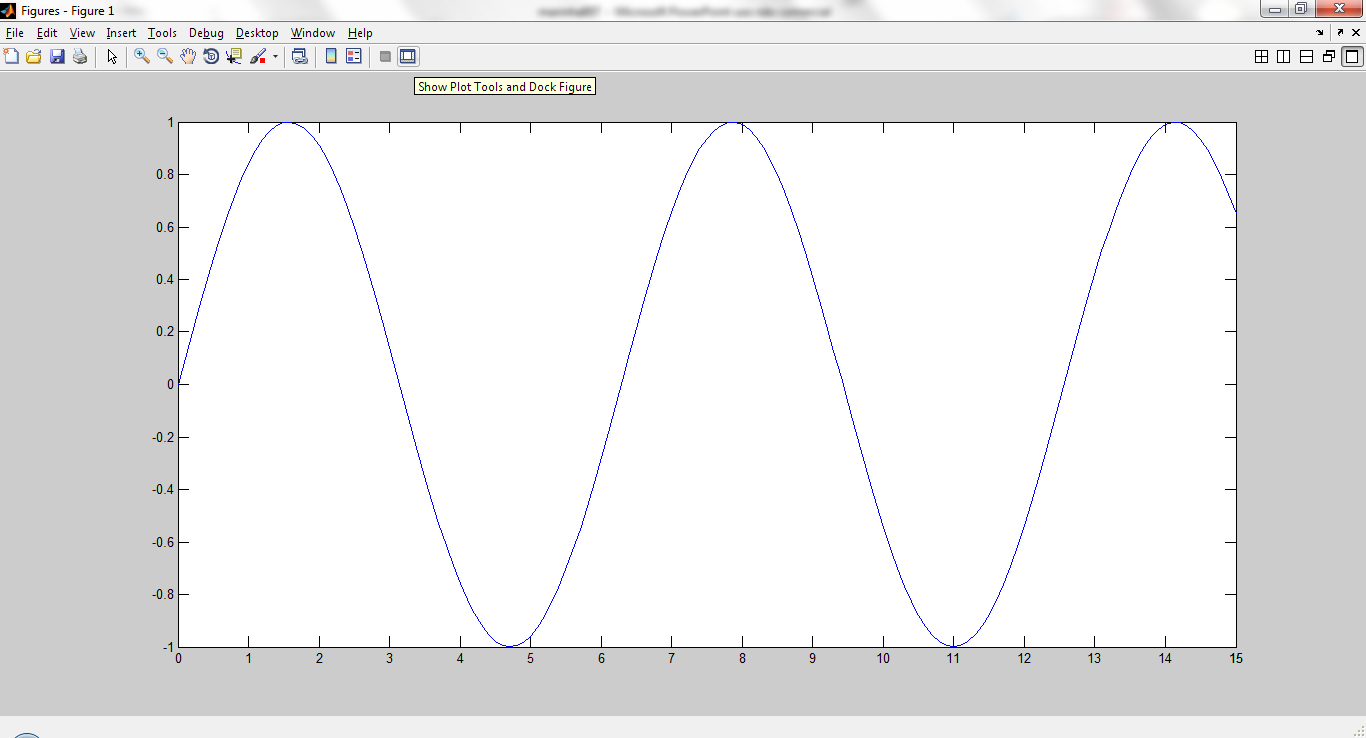 Figures - Figure 1
File Edit View Insert Tools Debug Desktop Window Help
Show Plot Tools and Dock Figure
1
0.8
0.6
0.4
0.2
0
-0.2
-0.4
-0.6
-0.8
-1
0 1 2 3 4 5 6 7 8 9 10 11 12 13 14 15